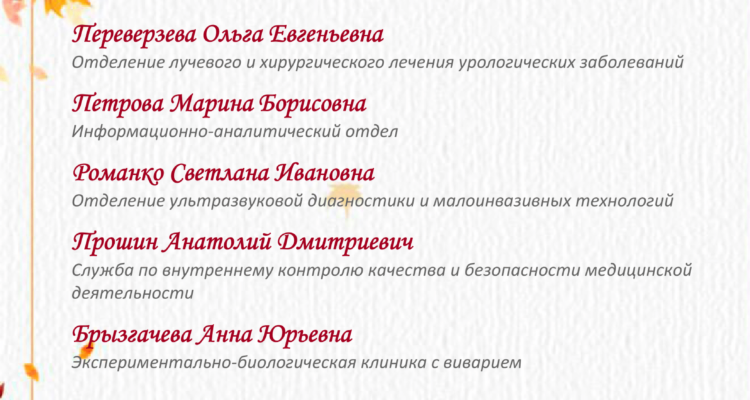 Переверзева Ольга Евгеньевна
Отделение лучевого и хирургического лечения урологических заболеваний
Петрова Марина Борисовна
Информационно-аналитический отдел
Романко Светлана Ивановна
Отделение ультразвуковой диагностики и малоинвазивных технологий
Прошин Анатолий Дмитриевич
Служба по внутреннему контролю качества и безопасности медицинской
деятельности
Брызгачева Анна Юрьевна
Экспериментально-биологическая клиника с виварием